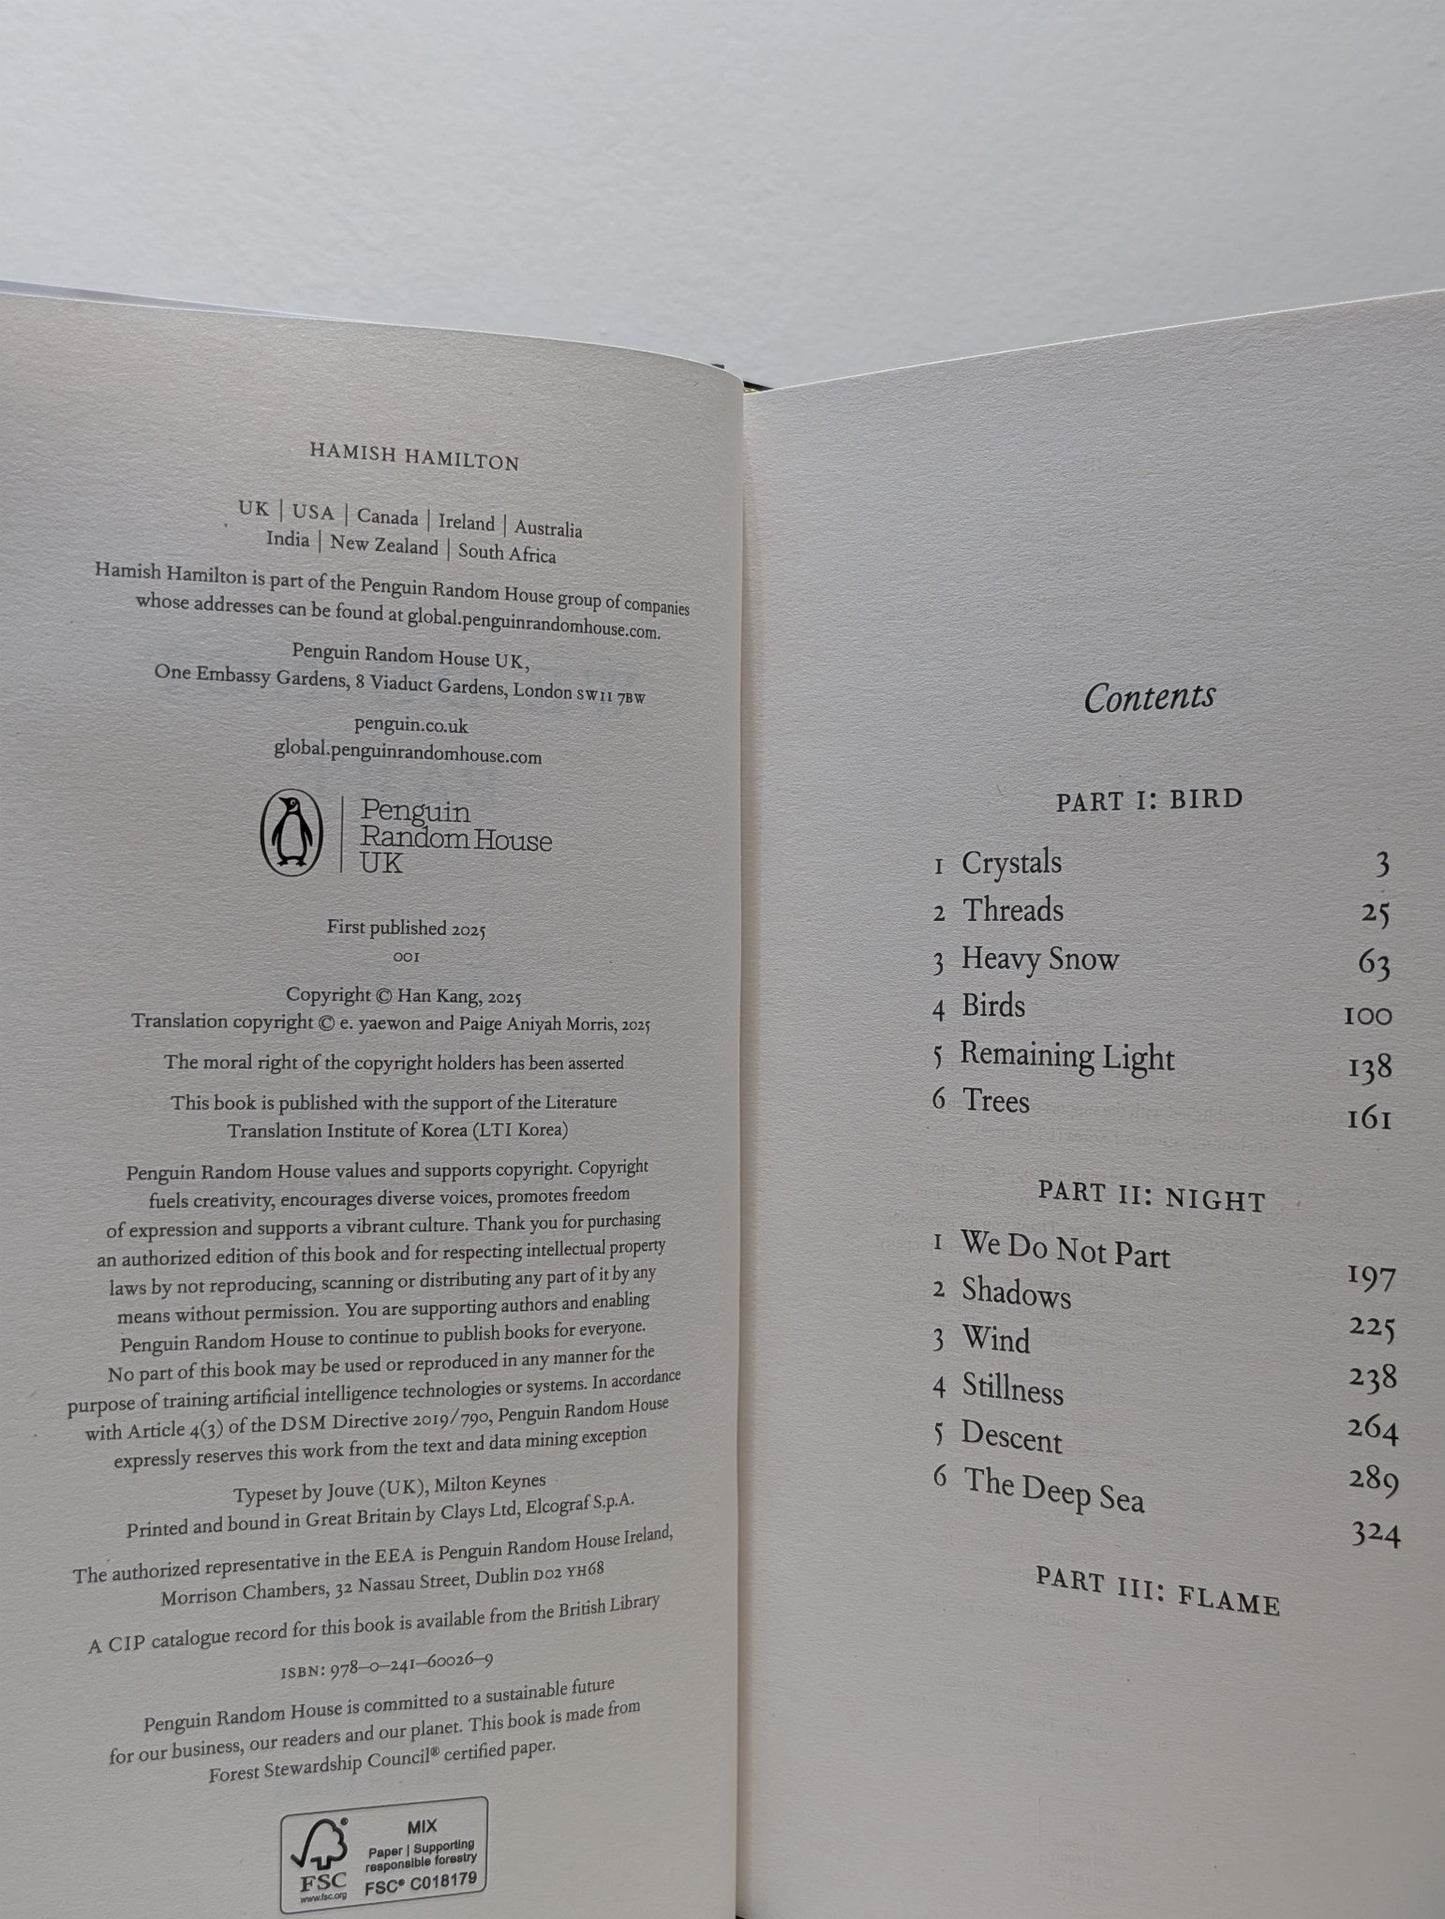 HAMISH HAMILTON
UK | USA | Canada | Ireland | Australia
India | New Zealand | South Africa
Hamish Hamilton is part of the Penguin Random House group of companies
whose addresses can be found at global.penguinrandomhouse.com.
Penguin Random House UK,
One Embassy Gardens, 8 Viaduct Gardens, London SW11 7BW
penguin.co.uk
global.penguinrandomhouse.com
Penguin
Random House
UK
First published 2025
001
Copyright © Han Kang, 2025
Translation copyright © e. yaewon and Paige Aniyah Morris, 2025
The moral right of the copyright holders has been asserted
This book is published with the support of the Literature
Translation Institute of Korea (LTI Korea)
Penguin Random House values and supports copyright. Copyright
fuels creativity, encourages diverse voices, promotes freedom
of expression and supports a vibrant culture. Thank you for purchasing
an authorized edition of this book and for respecting intellectual property
laws by not reproducing, scanning or distributing any part of it by any
means without permission. You are supporting authors and enabling
Penguin Random House to continue to publish books for everyone.
No part of this book may be used or reproduced in any manner for the
purpose of training artificial intelligence technologies or systems. In accordance
with Article 4(3) of the DSM Directive 2019/790, Penguin Random House
expressly reserves this work from the text and data mining exception
Typeset by Jouve (UK), Milton Keynes
Printed and bound in Great Britain by Clays Ltd, Elcograf S.p.A.
The authorized representative in the EEA is Penguin Random House Ireland,
Morrison Chambers, 32 Nassau Street, Dublin D02 YH68
A CIP catalogue record for this book is available from the British Library
ISBN: 978–0–241–60026–9
Penguin Random House is committed to a sustainable future
for our business, our readers and our planet. This book is made from
Forest Stewardship Council® certified paper.
FSC
www.fsc.org
MIX
Paper | Supporting
responsible forestry
FSC® C018179
Contents
PART I: BIRD
1 Crystals 3
2 Threads 25
3 Heavy Snow 63
4 Birds 100
5 Remaining Light 138
6 Trees 161
PART II: NIGHT
1 We Do Not Part 197
2 Shadows 225
3 Wind 238
4 Stillness 264
5 Descent 289
6 The Deep Sea 324
PART III: FLAME